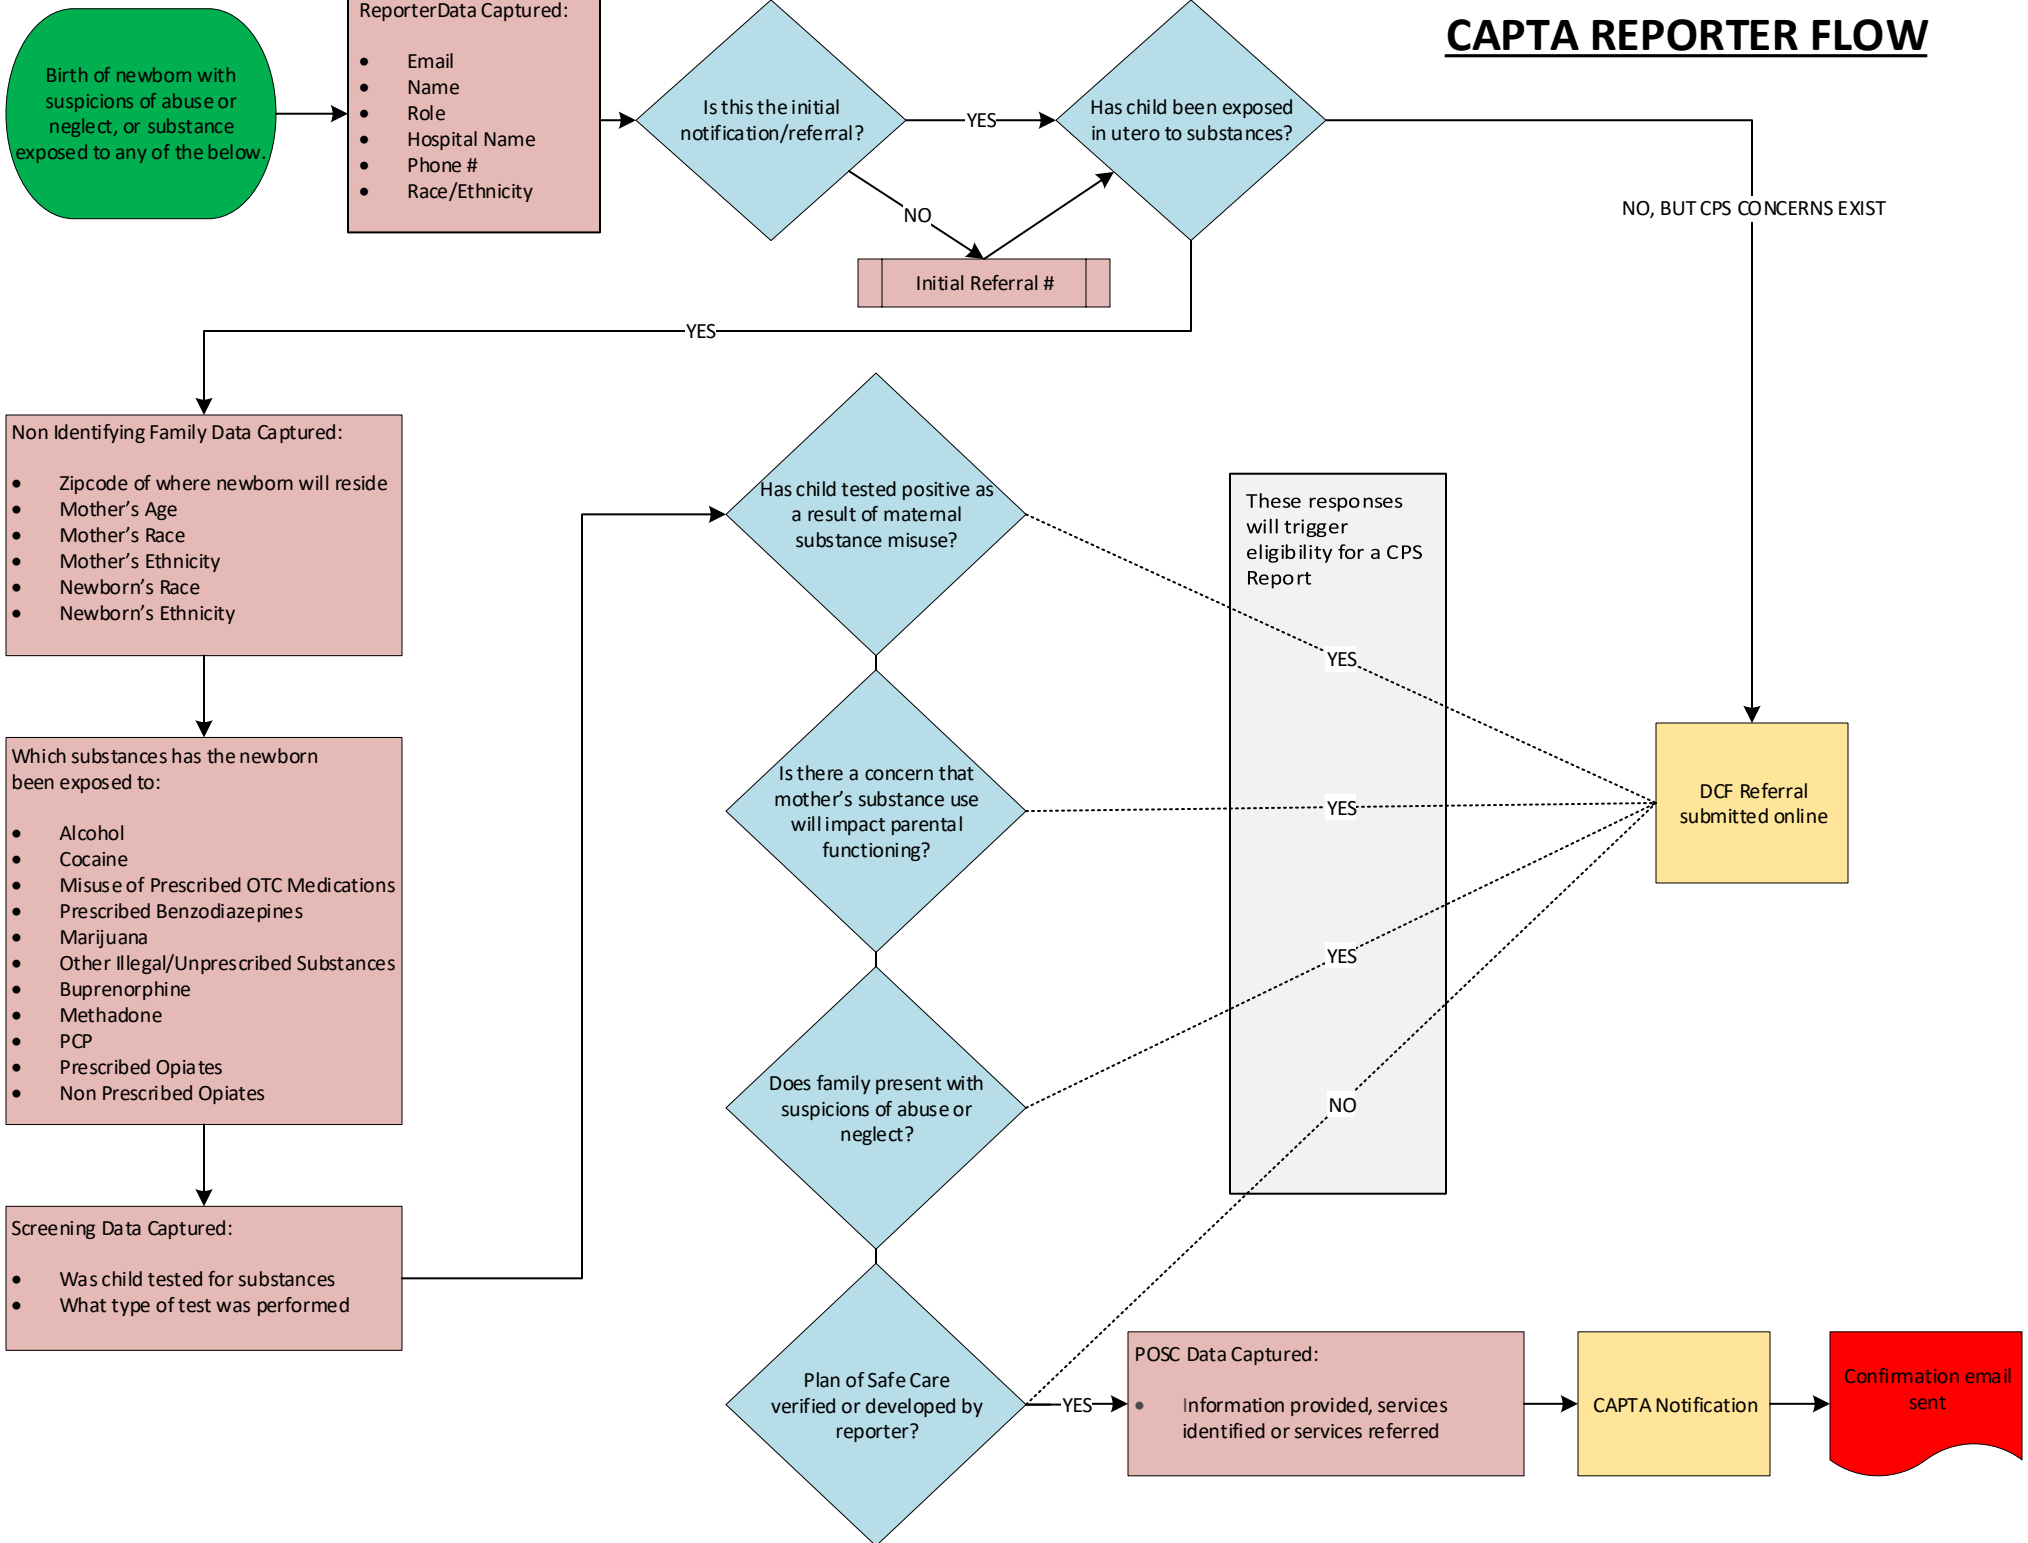 CAPTA REPORTER FLOW
Birth of newborn with
suspicions of abuse or
neglect, or substance
exposed to any of the below.
ReporterData Captured:
• Email
• Name
• Role
• Hospital Name
• Phone #
• Race/Ethnicity
Is this the initial
notification/referral?
YES
NO
Initial Referral #
Has child been exposed
in utero to substances?
NO, BUT CPS CONCERNS EXIST
YES
Non Identifying Family Data Captured:
• Zipcode of where newborn will reside
• Mother’s Age
• Mother’s Race
• Mother’s Ethnicity
• Newborn’s Race
• Newborn’s Ethnicity
Which substances has the newborn
been exposed to:
• Alcohol
• Cocaine
• Misuse of Prescribed OTC Medications
• Prescribed Benzodiazepines
• Marijuana
• Other Illegal/Unprescribed Substances
• Buprenorphine
• Methadone
• PCP
• Prescribed Opiates
• Non Prescribed Opiates
Screening Data Captured:
• Was child tested for substances
• What type of test was performed
Has child tested positive as
a result of maternal
substance misuse?
YES
Is there a concern that
mother’s substance use
will impact parental
functioning?
YES
Does family present with
suspicions of abuse or
neglect?
YES
Plan of Safe Care
verified or developed by
reporter?
NO
YES
These responses
will trigger
eligibility for a CPS
Report
DCF Referral
submitted online
POSC Data Captured:
• Information provided, services
identified or services referred
CAPTA Notification
Confirmation email
sent